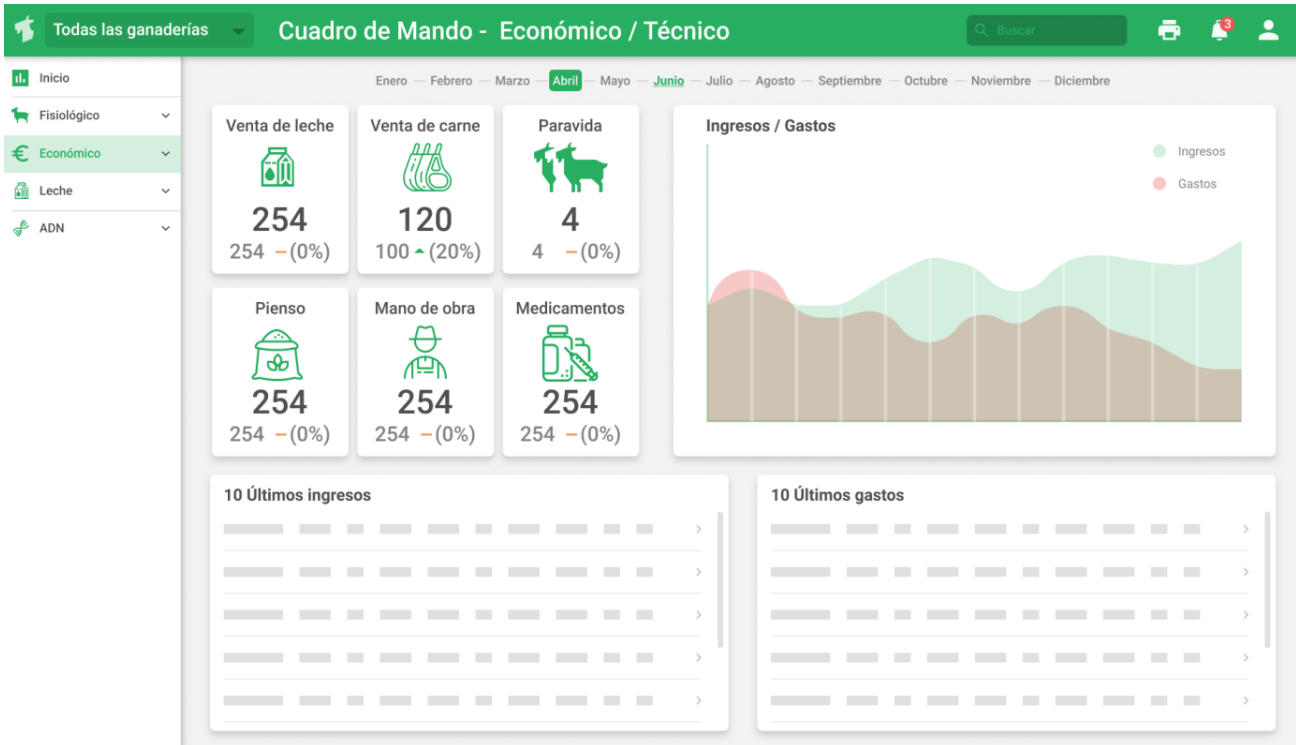 Todas las ganaderías
Cuadro de Mando - Económico / Técnico
Buscar
3
Inicio
Fisiológico
Económico
Leche
ADN
Enero — Febrero — Marzo — Abril — Mayo — Junio — Julio — Agosto — Septiembre — Octubre — Noviembre — Diciembre
Venta de leche
254
254 – (0%)
Venta de carne
120
100 (20%)
Paravida
4
4 – (0%)
Pienso
254
254 – (0%)
Mano de obra
254
254 – (0%)
Medicamentos
254
254 – (0%)
Ingresos / Gastos
Ingresos
Gastos
10 Últimos ingresos
10 Últimos gastos